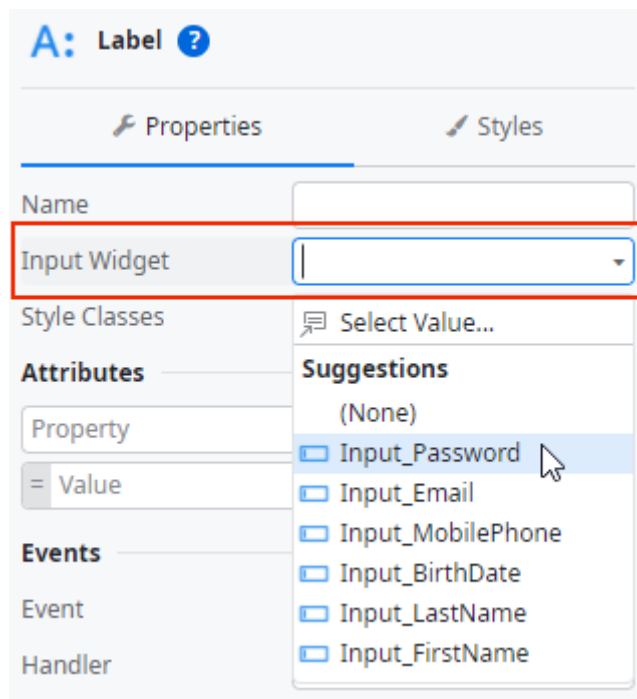 A: Label ?
Properties Styles
Name
Input Widget
Style Classes
Select Value...
Attributes
Suggestions
Property
(None)
= Value
Input_Password
Input_Email
Input_MobilePhone
Events
Input_BirthDate
Event
Input_LastName
Handler
Input_FirstName